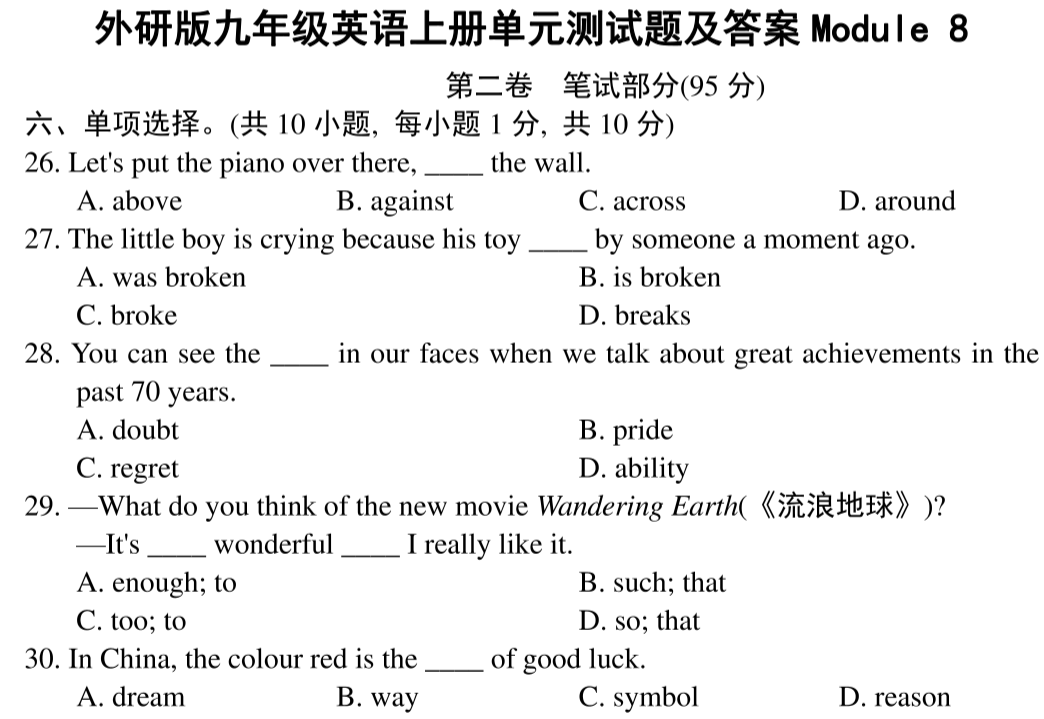 外研版九年级英语上册单元测试题及答案 Module 8
第二卷 笔试部分(95 分)
六、单项选择。(共 10 小题, 每小题 1 分, 共 10 分)
26. Let's put the piano over there, ____ the wall.
A. above B. against C. across D. around
27. The little boy is crying because his toy ____ by someone a moment ago.
A. was broken B. is broken
C. broke D. breaks
28. You can see the ____ in our faces when we talk about great achievements in the
past 70 years.
A. doubt B. pride
C. regret D. ability
29. —What do you think of the new movie Wandering Earth(《流浪地球》)?
—It's ____ wonderful ____ I really like it.
A. enough; to B. such; that
C. too; to D. so; that
30. In China, the colour red is the ____ of good luck.
A. dream B. way C. symbol D. reason